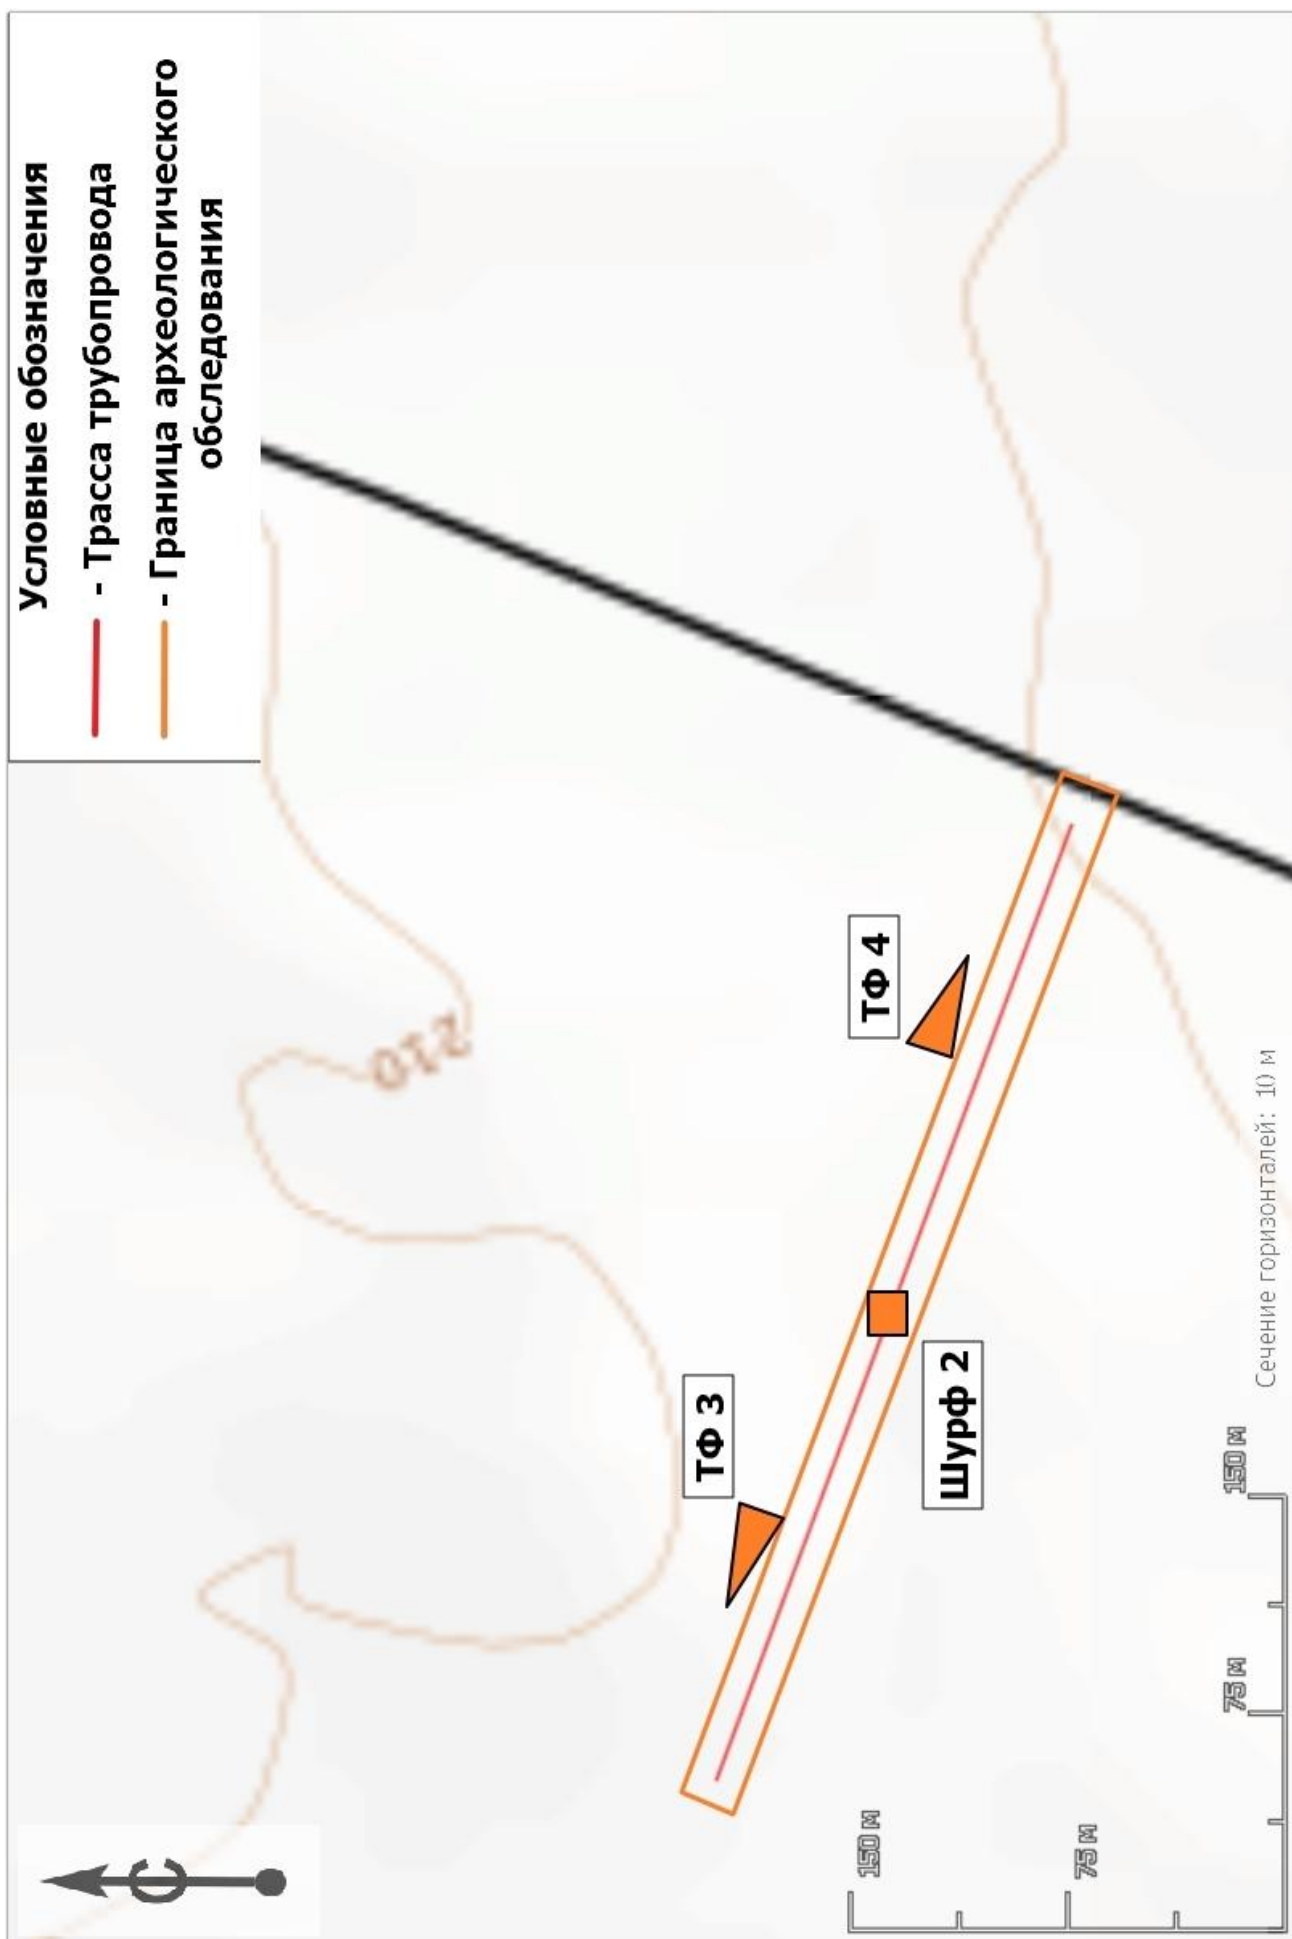 Условные обозначения
- Трасса трубопровода
- Граница археологического
обследования
С
510
ТФ 3
ТФ 4
Шурф 2
150 м
75 м
75 м
150 м
Сечение горизонталей: 10 м